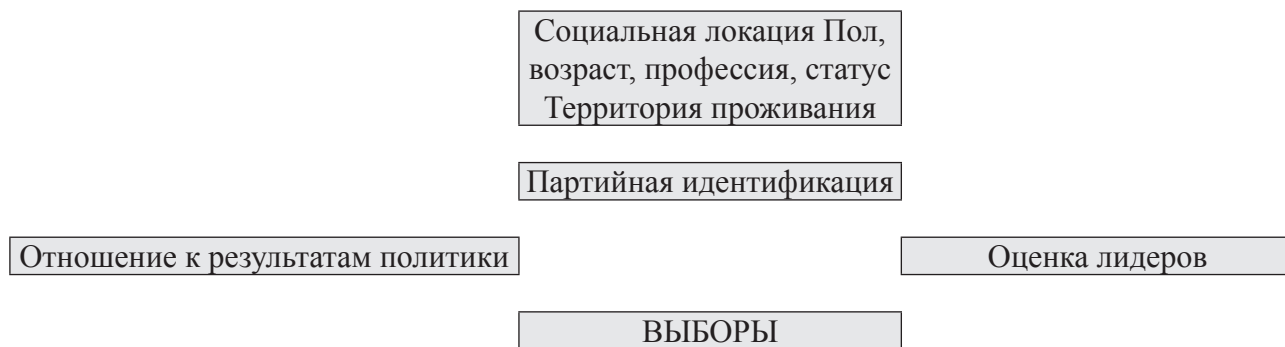 Социальная локация Пол,
возраст, профессия, статус
Территория проживания
Партийная идентификация
Отношение к результатам политики
Оценка лидеров
ВЫБОРЫ